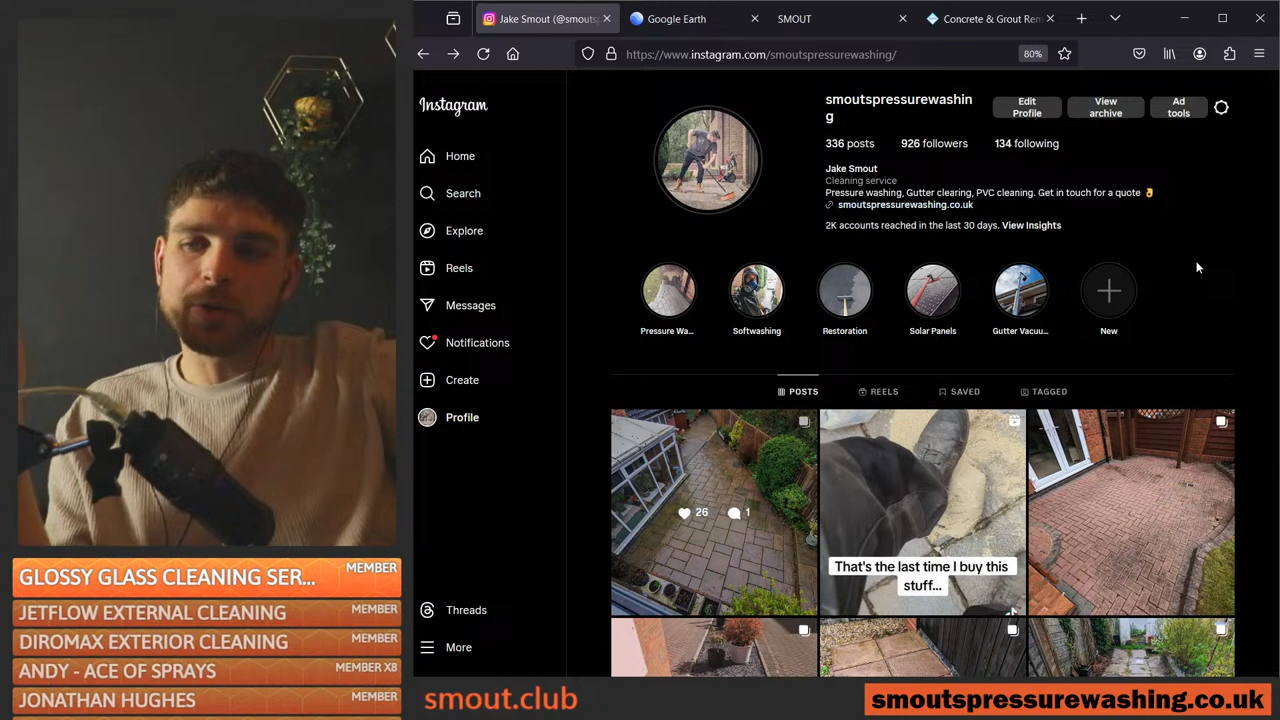 Jake Smout (@smouts
Google Earth
SMOUT
Concrete & Grout Rem
https://www.instagram.com/smoutspressurewashing/
80%
Instagram
Home
Search
Explore
Reels
Messages
Notifications
Create
Profile
Threads
More
smoutspressurewashin
g
Edit
Profile
View
archive
Ad
tools
336 posts
926 followers
134 following
Jake Smout
Cleaning service
Pressure washing, Gutter clearing, PVC cleaning. Get in touch for a quote 👌
smoutspressurewashing.co.uk
2K accounts reached in the last 30 days. View Insights
Pressure Wa...
Softwashing
Restoration
Solar Panels
Gutter Vacuu...
New
POSTS
REELS
SAVED
TAGGED
26
1
That's the last time I buy this
stuff...
GLOSSY GLASS CLEANING SER... MEMBER
JETFLOW EXTERNAL CLEANING MEMBER
DIROMAX EXTERIOR CLEANING MEMBER
ANDY - ACE OF SPRAYS MEMBER X8
JONATHAN HUGHES MEMBER
smout.club
smoutspressurewashing.co.uk